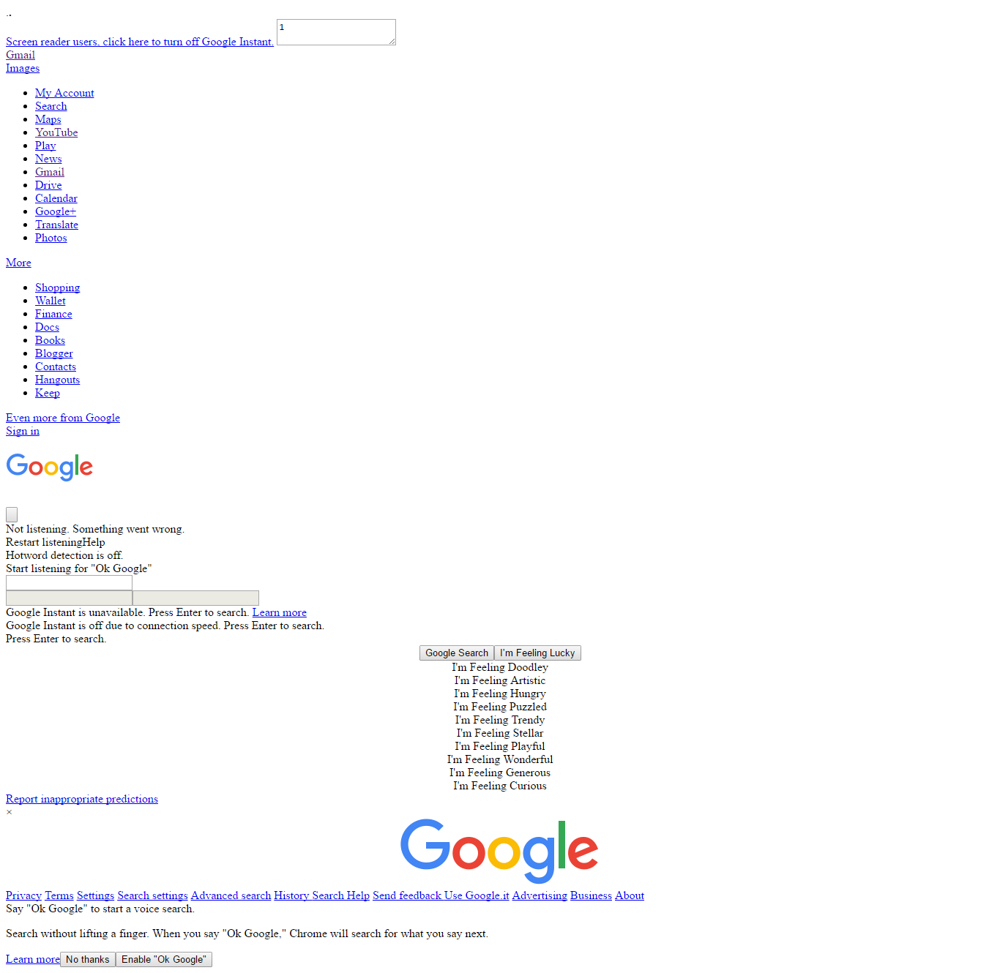 ..
Screen reader users, click here to turn off Google Instant. 1
Gmail
Images
My Account
Search
Maps
YouTube
Play
News
Gmail
Drive
Calendar
Google+
Translate
Photos
More
Shopping
Wallet
Finance
Docs
Books
Blogger
Contacts
Hangouts
Keep
Even more from Google
Sign in
Google
Not listening. Something went wrong.
Restart listeningHelp
Hotword detection is off.
Start listening for "Ok Google"
Google Instant is unavailable. Press Enter to search. Learn more
Google Instant is off due to connection speed. Press Enter to search.
Press Enter to search.
Google Search I'm Feeling Lucky
I'm Feeling Doodley
I'm Feeling Artistic
I'm Feeling Hungry
I'm Feeling Puzzled
I'm Feeling Trendy
I'm Feeling Stellar
I'm Feeling Playful
I'm Feeling Wonderful
I'm Feeling Generous
I'm Feeling Curious
Report inappropriate predictions
×
Google
Privacy Terms Settings Search settings Advanced search History Search Help Send feedback Use Google.it Advertising Business About
Say "Ok Google" to start a voice search.
Search without lifting a finger. When you say "Ok Google," Chrome will search for what you say next.
Learn more No thanks Enable "Ok Google"